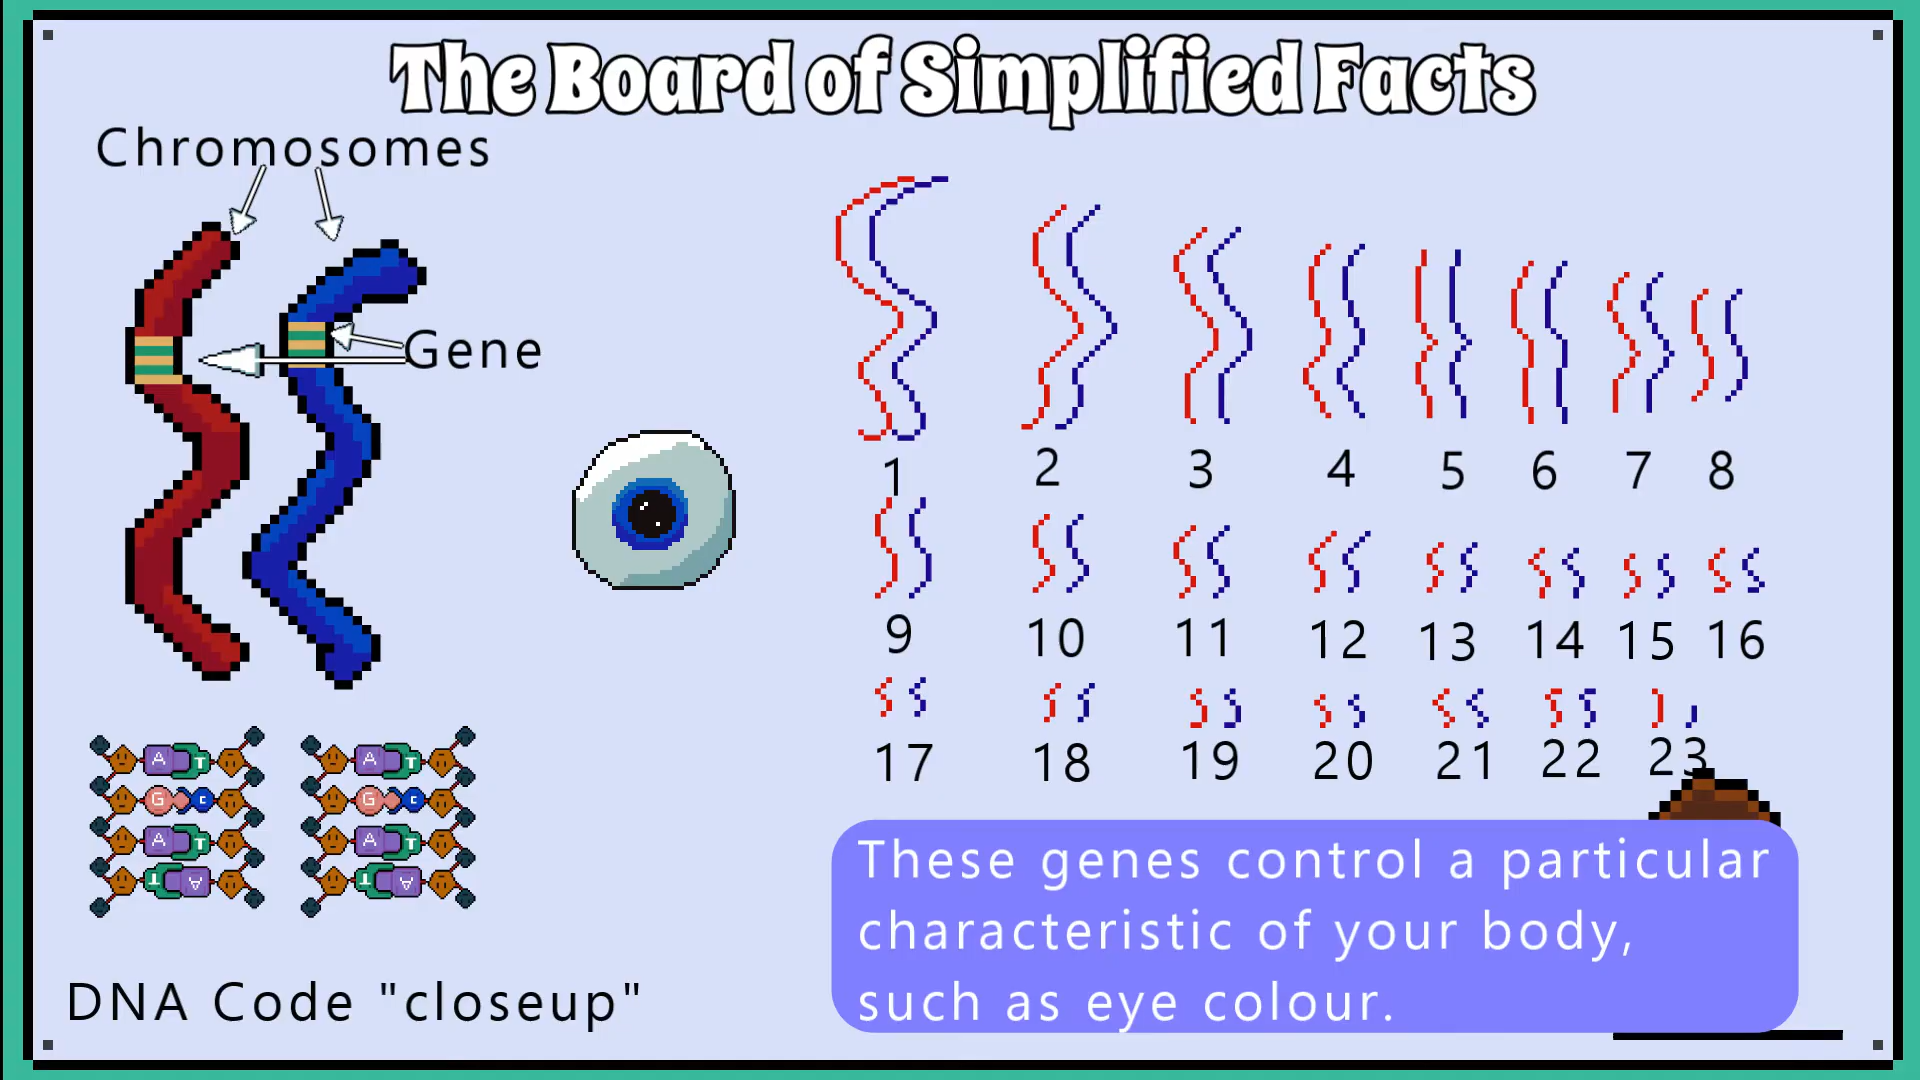 The Board of Simplified Facts
Chromosomes
Gene
1 2 3 4 5 6 7 8
9 10 11 12 13 14 15 16
17 18 19 20 21 22 23
A T A T
G C G C
A T A T
T A T A
DNA Code "closeup"
These genes control a particular
characteristic of your body,
such as eye colour.